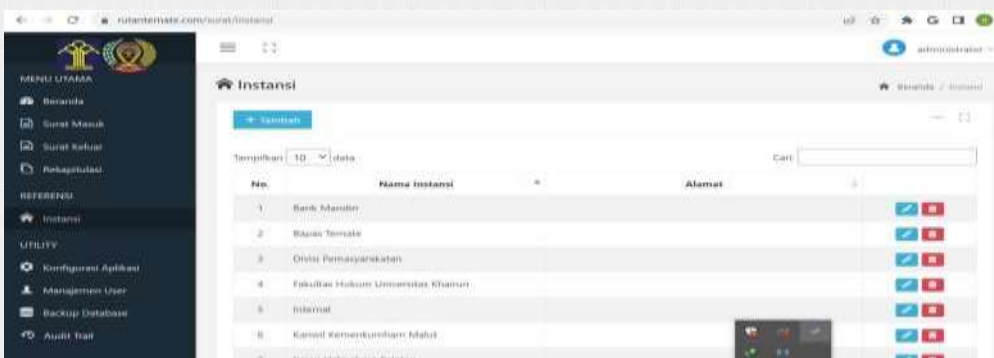 rutanternate.com/surat/instansi
administrator
MENU UTAMA
Beranda
Surat Masuk
Surat Keluar
Rekapitulasi
REFERENSI
Instansi
UTILITY
Konfigurasi Aplikasi
Manajemen User
Backup Database
Audit Trail
Instansi
Beranda / Instansi
+ Tambah
Tampilkan 10 data
Cari:
No. Nama Instansi Alamat
1 Bank Mandiri
2 Bapas Ternate
3 Divisi Pemasyarakatan
4 Fakultas Hukum Universitas Khairun
5 Internal
6 Kanwil Kemenkumham Malut